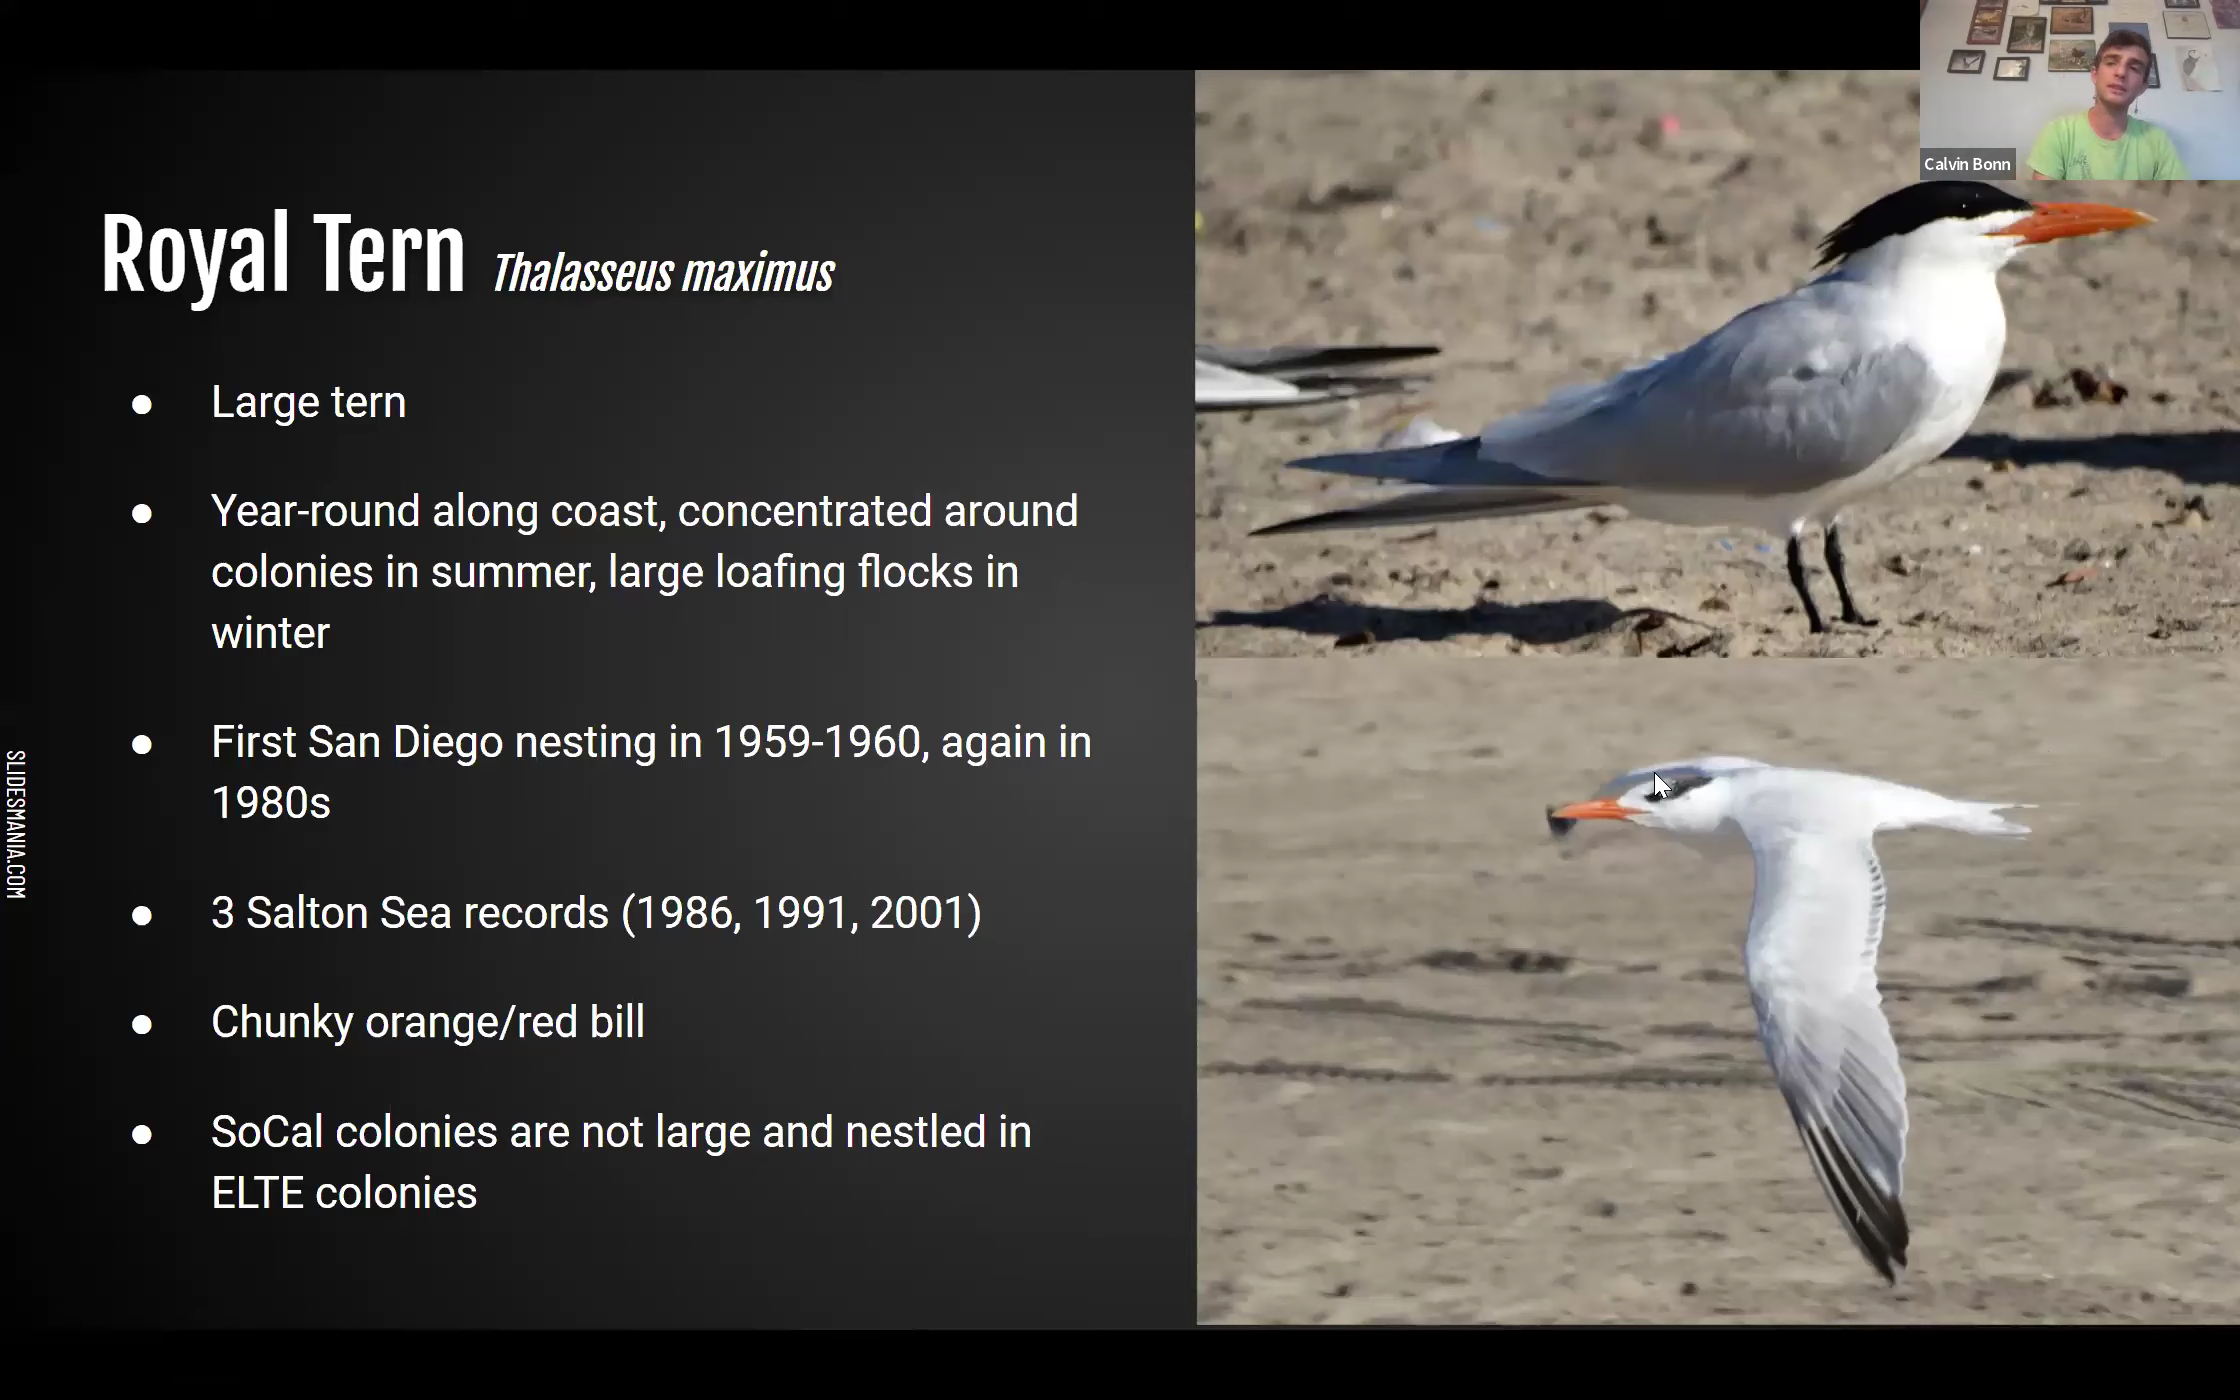 Calvin Bonn
Royal Tern Thalasseus maximus
● Large tern
● Year-round along coast, concentrated around
colonies in summer, large loafing flocks in
winter
● First San Diego nesting in 1959-1960, again in
1980s
● 3 Salton Sea records (1986, 1991, 2001)
● Chunky orange/red bill
● SoCal colonies are not large and nestled in
ELTE colonies
SLIDESMANIA.COM